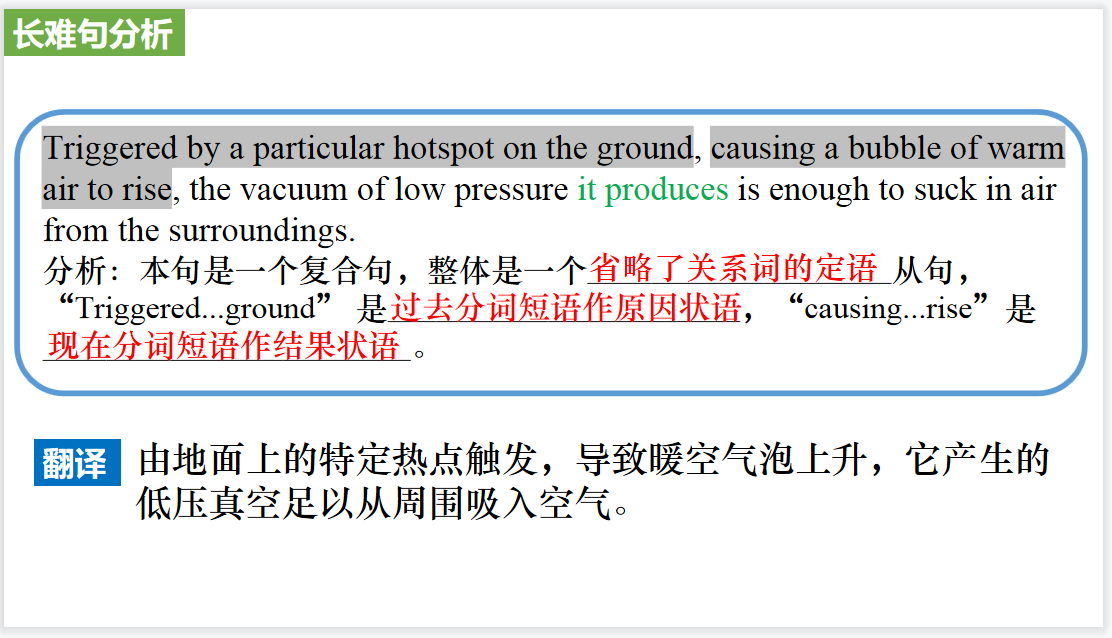 长难句分析
Triggered by a particular hotspot on the ground, causing a bubble of warm
air to rise, the vacuum of low pressure it produces is enough to suck in air
from the surroundings.
分析：本句是一个复合句，整体是一个省略了关系词的定语 从句，
“Triggered...ground” 是过去分词短语作原因状语，“causing...rise”是
现在分词短语作结果状语 。
翻译 由地面上的特定热点触发，导致暖空气泡上升，它产生的
低压真空足以从周围吸入空气。